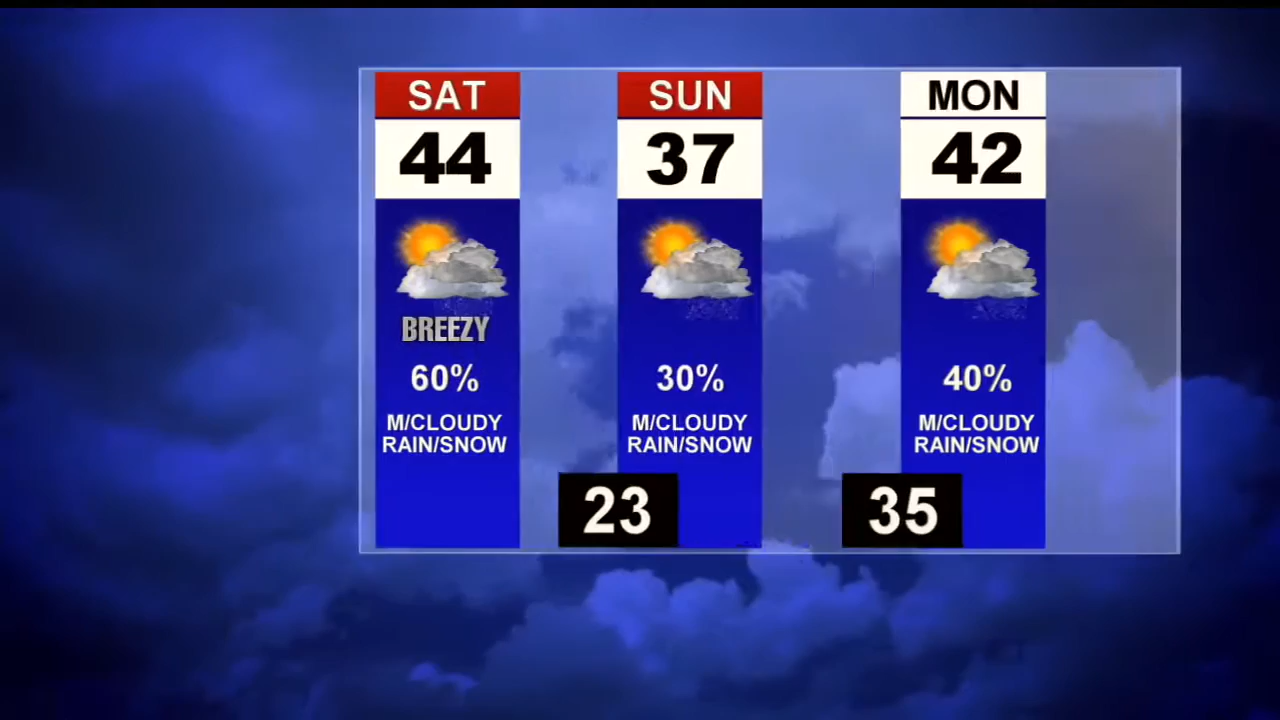 SAT
44
BREEZY
60%
M/CLOUDY
RAIN/SNOW
SUN
37
30%
M/CLOUDY
RAIN/SNOW
23
MON
42
40%
M/CLOUDY
RAIN/SNOW
35